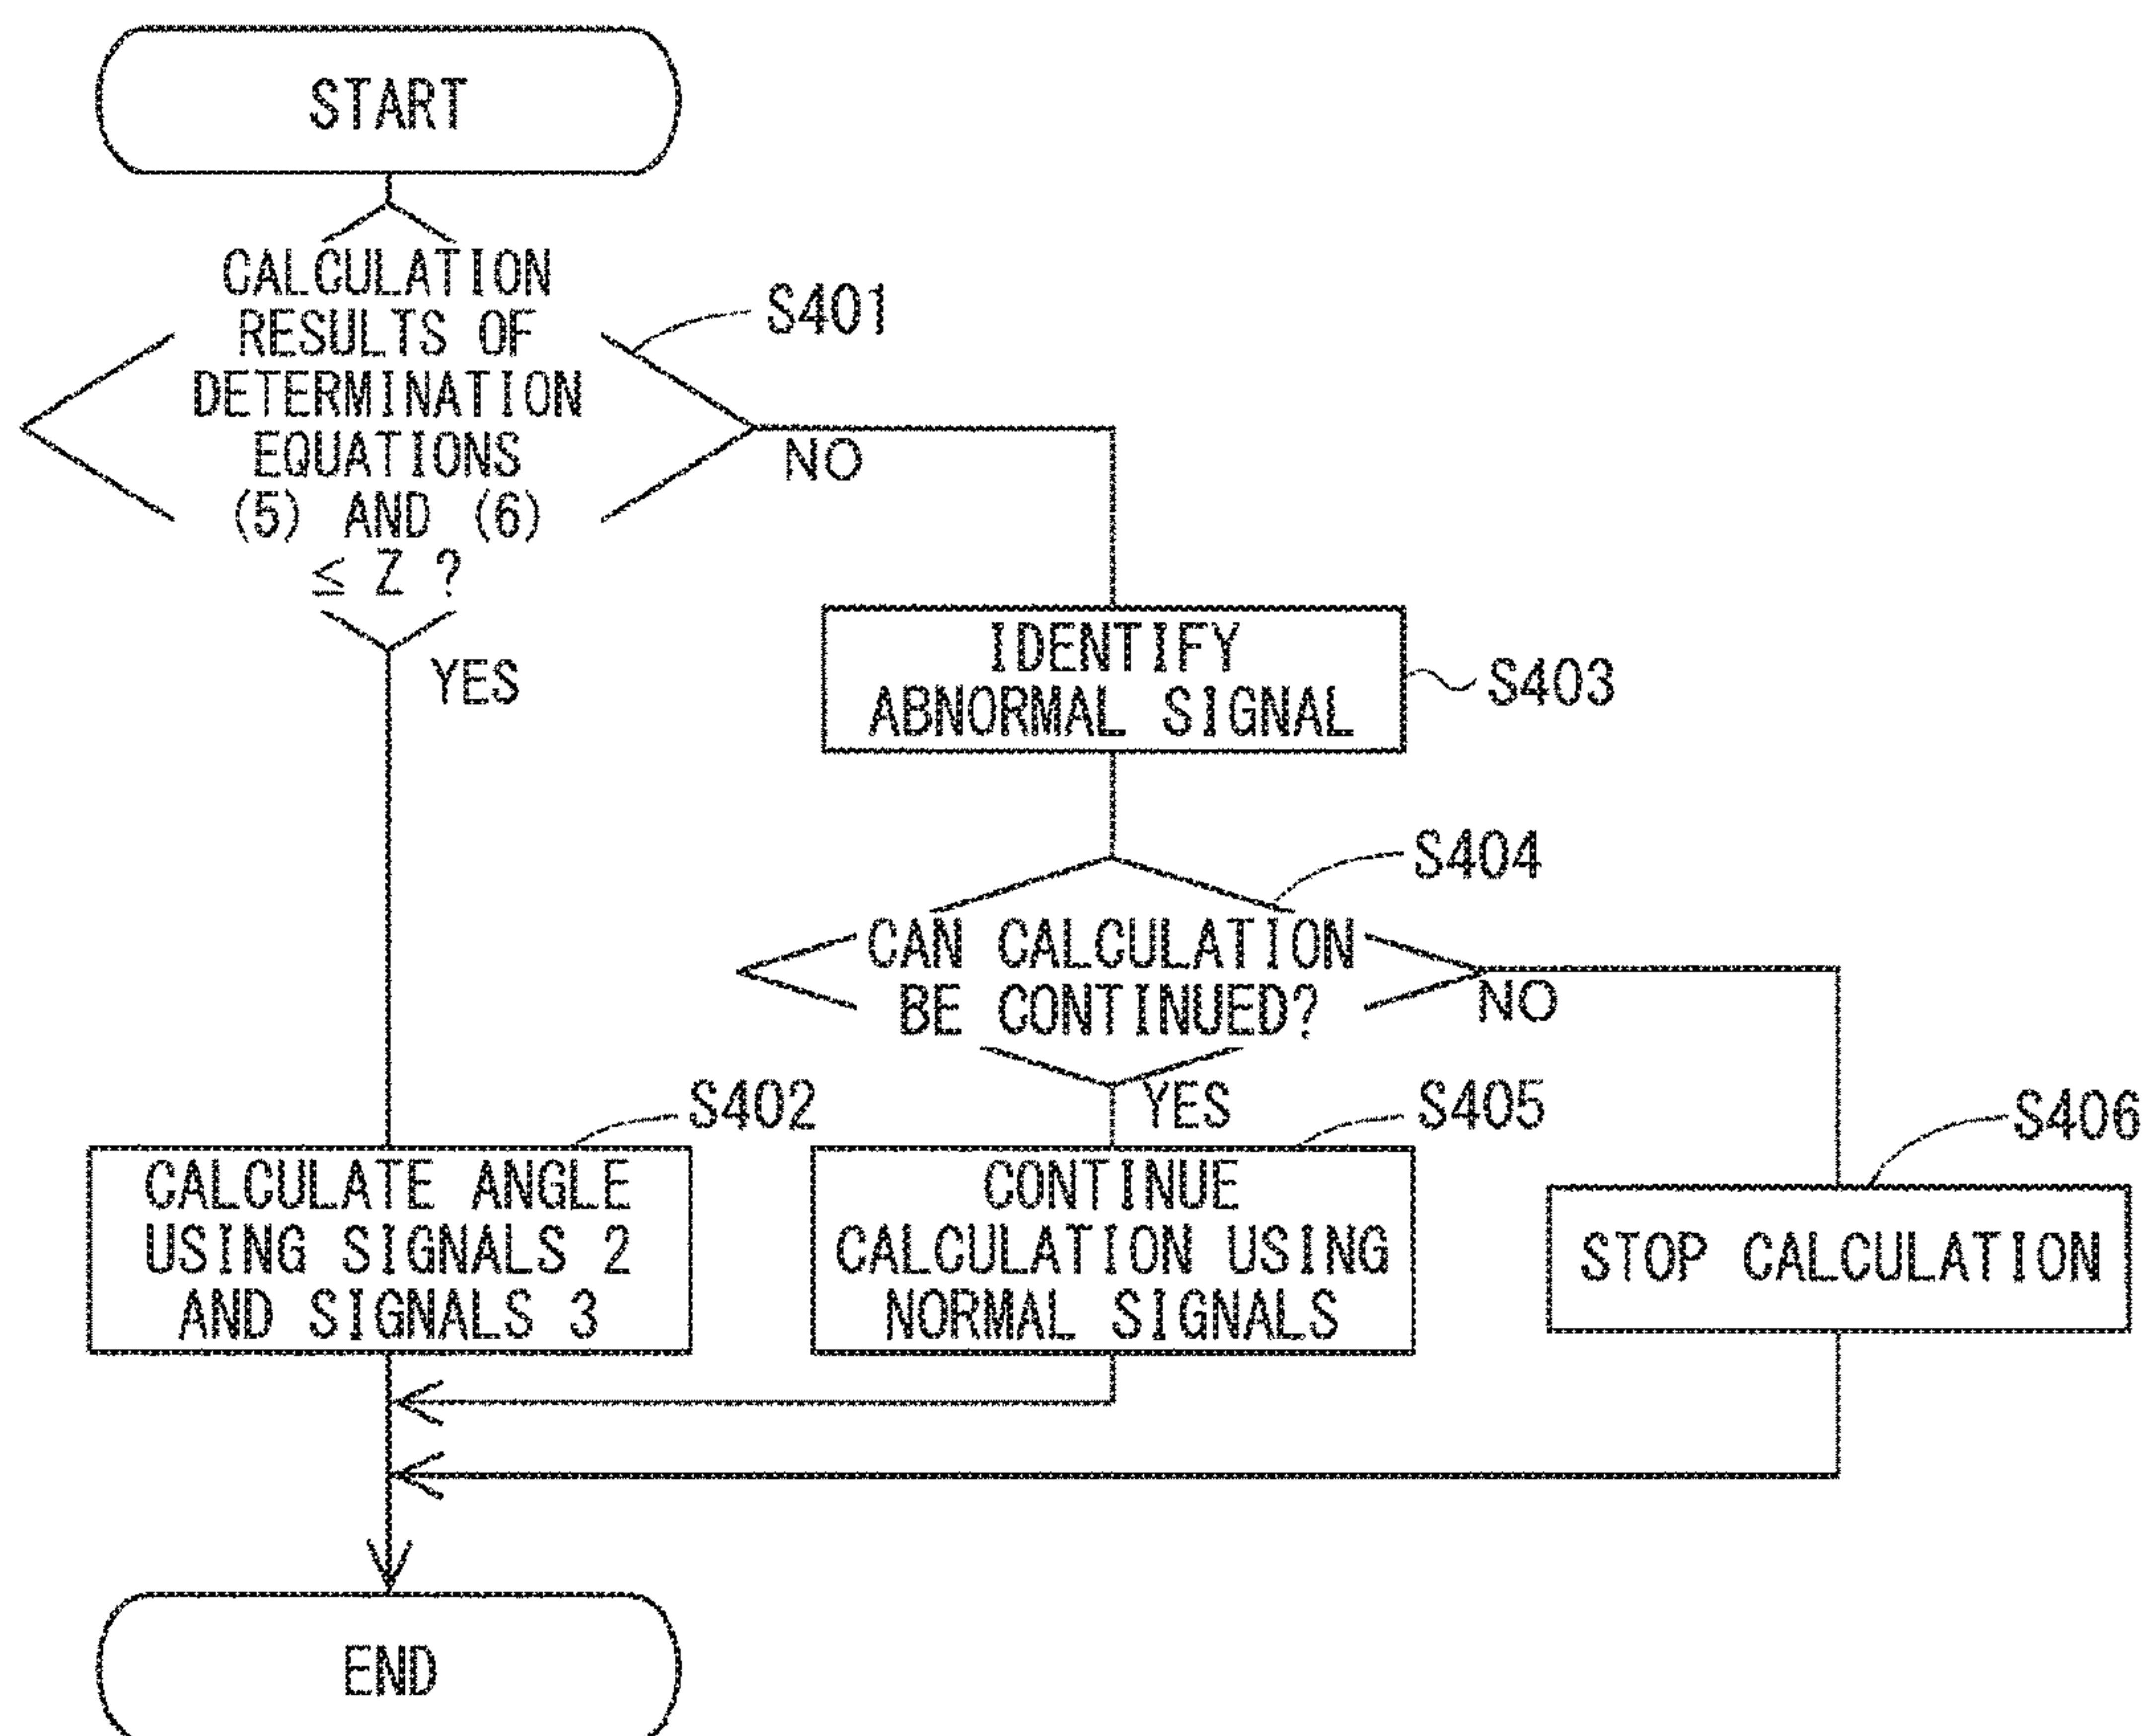 START
CALCULATION
RESULTS OF
DETERMINATION
EQUATIONS
(5) AND (6)
≤ Z ?
S401
NO
YES
IDENTIFY
ABNORMAL SIGNAL
S403
S404
CAN CALCULATION
BE CONTINUED?
NO
YES
S402
CALCULATE ANGLE
USING SIGNALS 2
AND SIGNALS 3
S405
CONTINUE
CALCULATION USING
NORMAL SIGNALS
S406
STOP CALCULATION
END